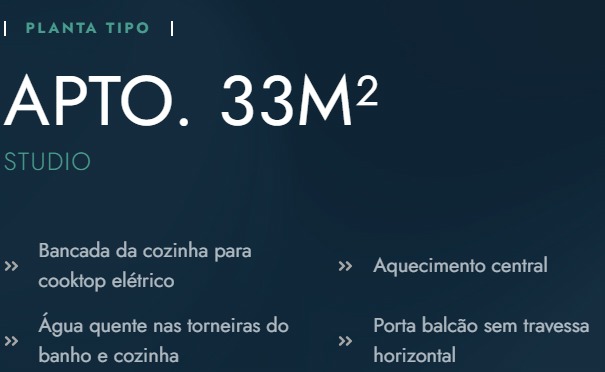 | PLANTA TIPO |
APTO. 33M²
STUDIO
» Bancada da cozinha para
cooktop elétrico
» Aquecimento central
» Água quente nas torneiras do
banho e cozinha
» Porta balcão sem travessa
horizontal